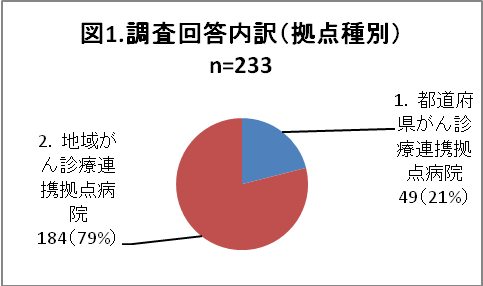 図1.調査回答内訳（拠点種別）
n=233
1. 都道府
県がん診
療連携拠
点病院
49（21%）
2. 地域が
ん診療連
携拠点病
院
184（79%）